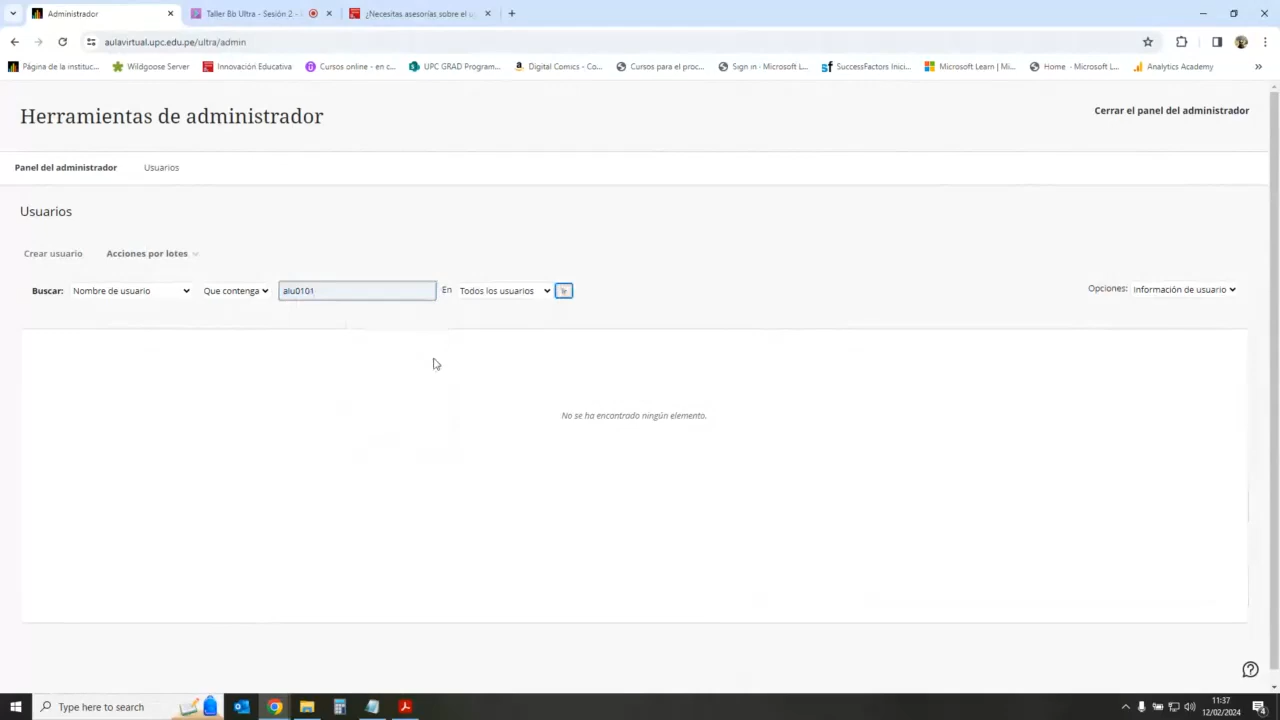 Administrador
Taller Bb Ultra - Sesión 2 -
¿Necesitas asesorías sobre el u
aulavirtual.upc.edu.pe/ultra/admin
Página de la instituc...
Wildgoose Server
Innovación Educativa
Cursos online - en c...
UPC GRAD Program...
Digital Comics - Co...
Cursos para el proc...
Sign in · Microsoft L...
SuccessFactors Inici...
Microsoft Learn | Mi...
Home · Microsoft L...
Analytics Academy
Herramientas de administrador
Cerrar el panel del administrador
Panel del administrador
Usuarios
Usuarios
Crear usuario
Acciones por lotes
Buscar: Nombre de usuario Que contenga alu0101 En Todos los usuarios Ir
Opciones: Información de usuario
No se ha encontrado ningún elemento.
Type here to search
11:37
12/02/2024
4